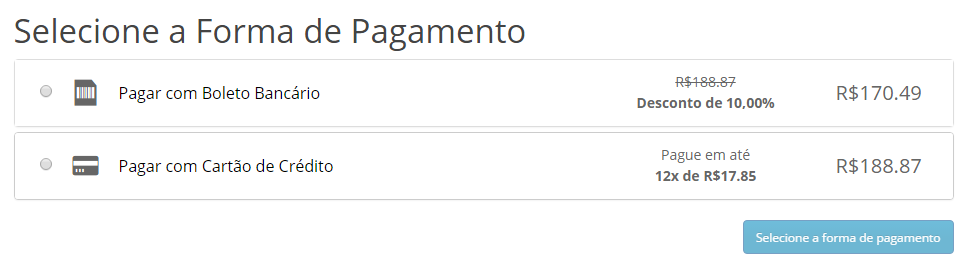 Selecione a Forma de Pagamento
Pagar com Boleto Bancário
R$188.87
Desconto de 10,00%
R$170.49
Pagar com Cartão de Crédito
Pague em até
12x de R$17.85
R$188.87
Selecione a forma de pagamento